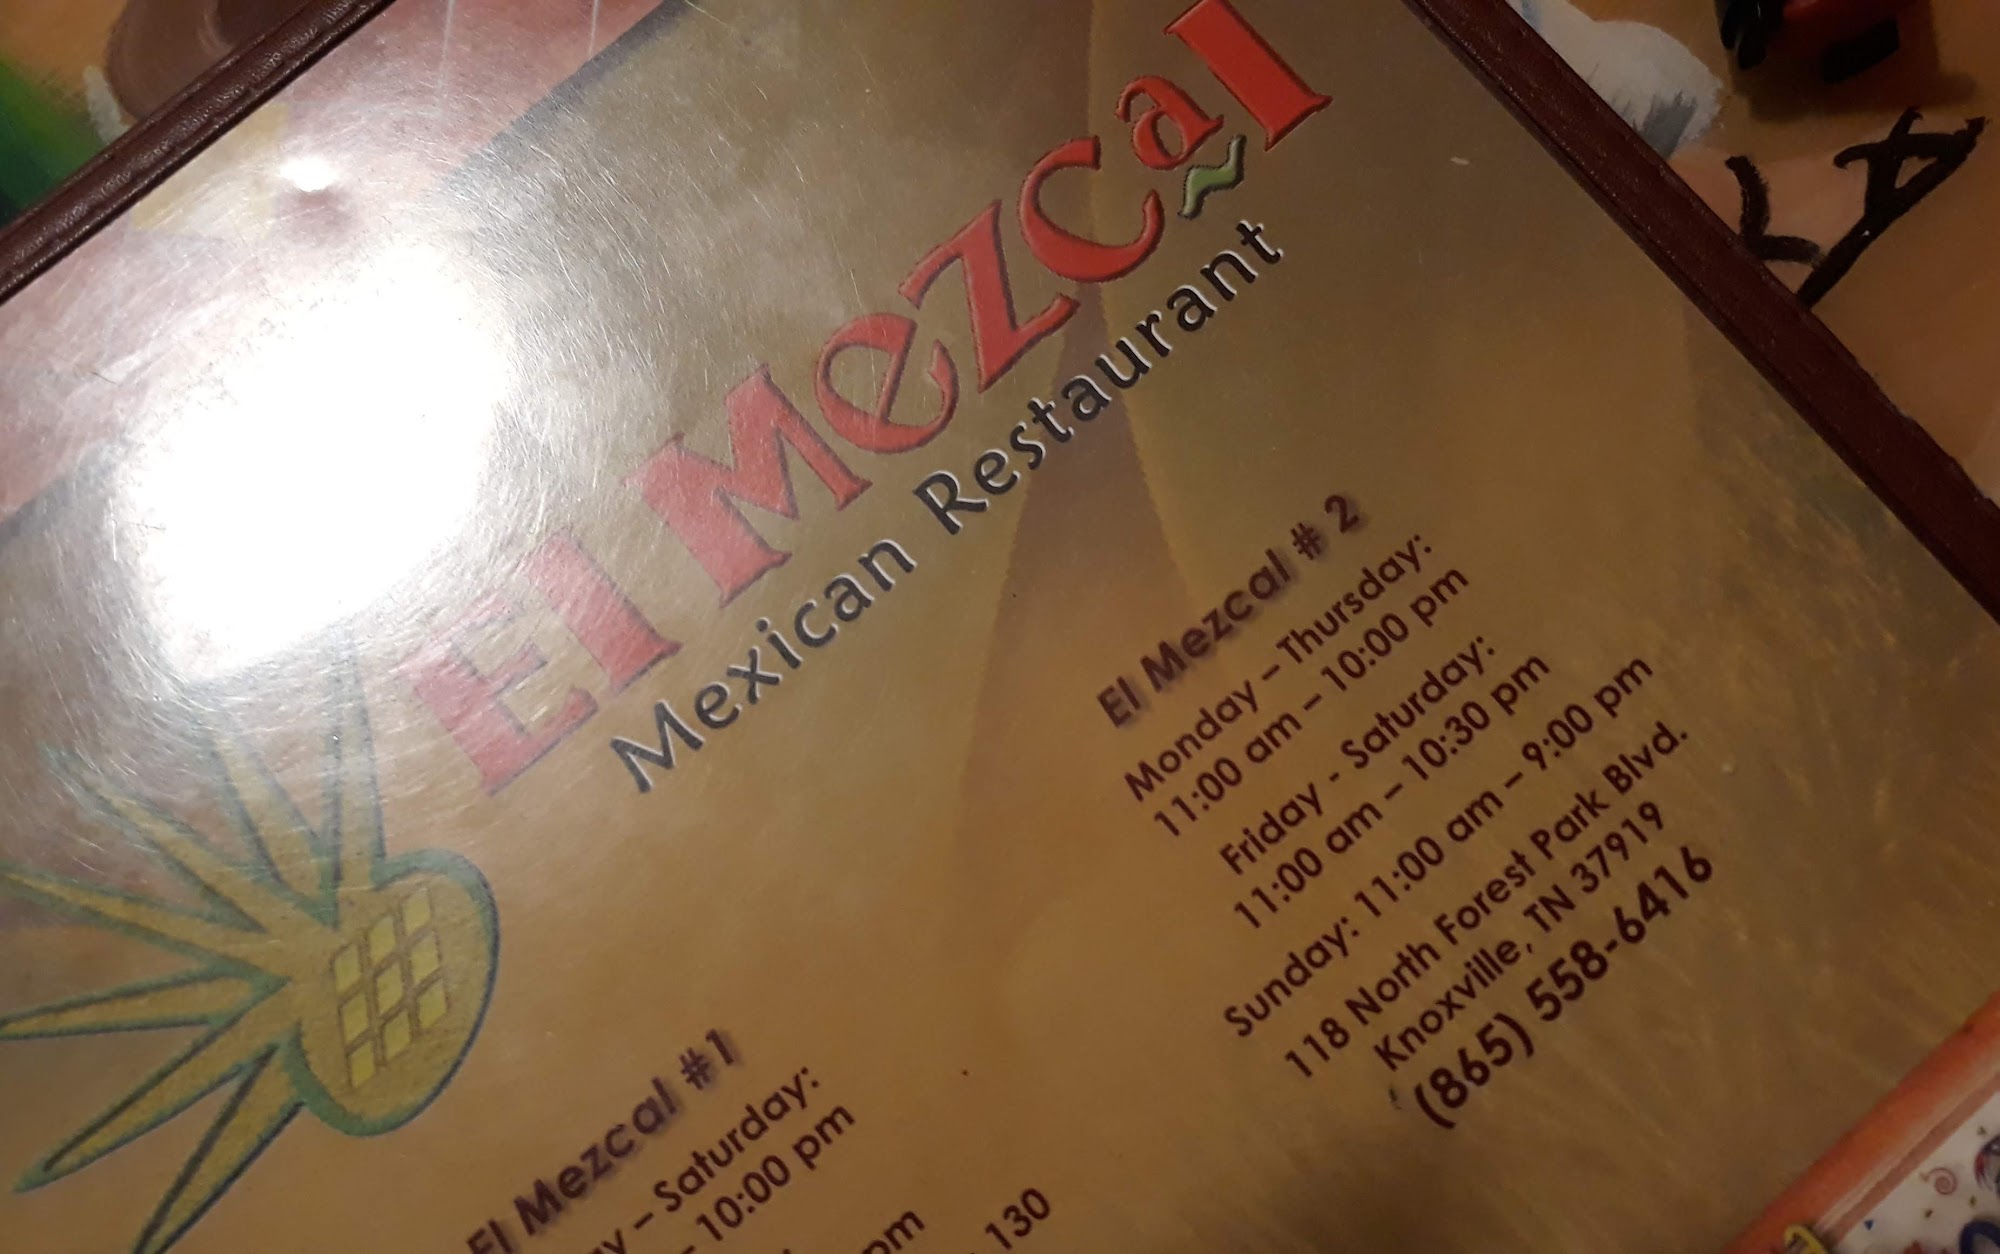 El Mezcal
Mexican Restaurant
El Mezcal # 2
Monday – Thursday:
11:00 am – 10:00 pm
Friday - Saturday:
11:00 am – 10:30 pm
Sunday: 11:00 am – 9:00 pm
118 North Forest Park Blvd.
Knoxville, TN 37919
(865) 558-6416
El Mezcal #1
– Saturday:
- 10:00 pm
pm
130